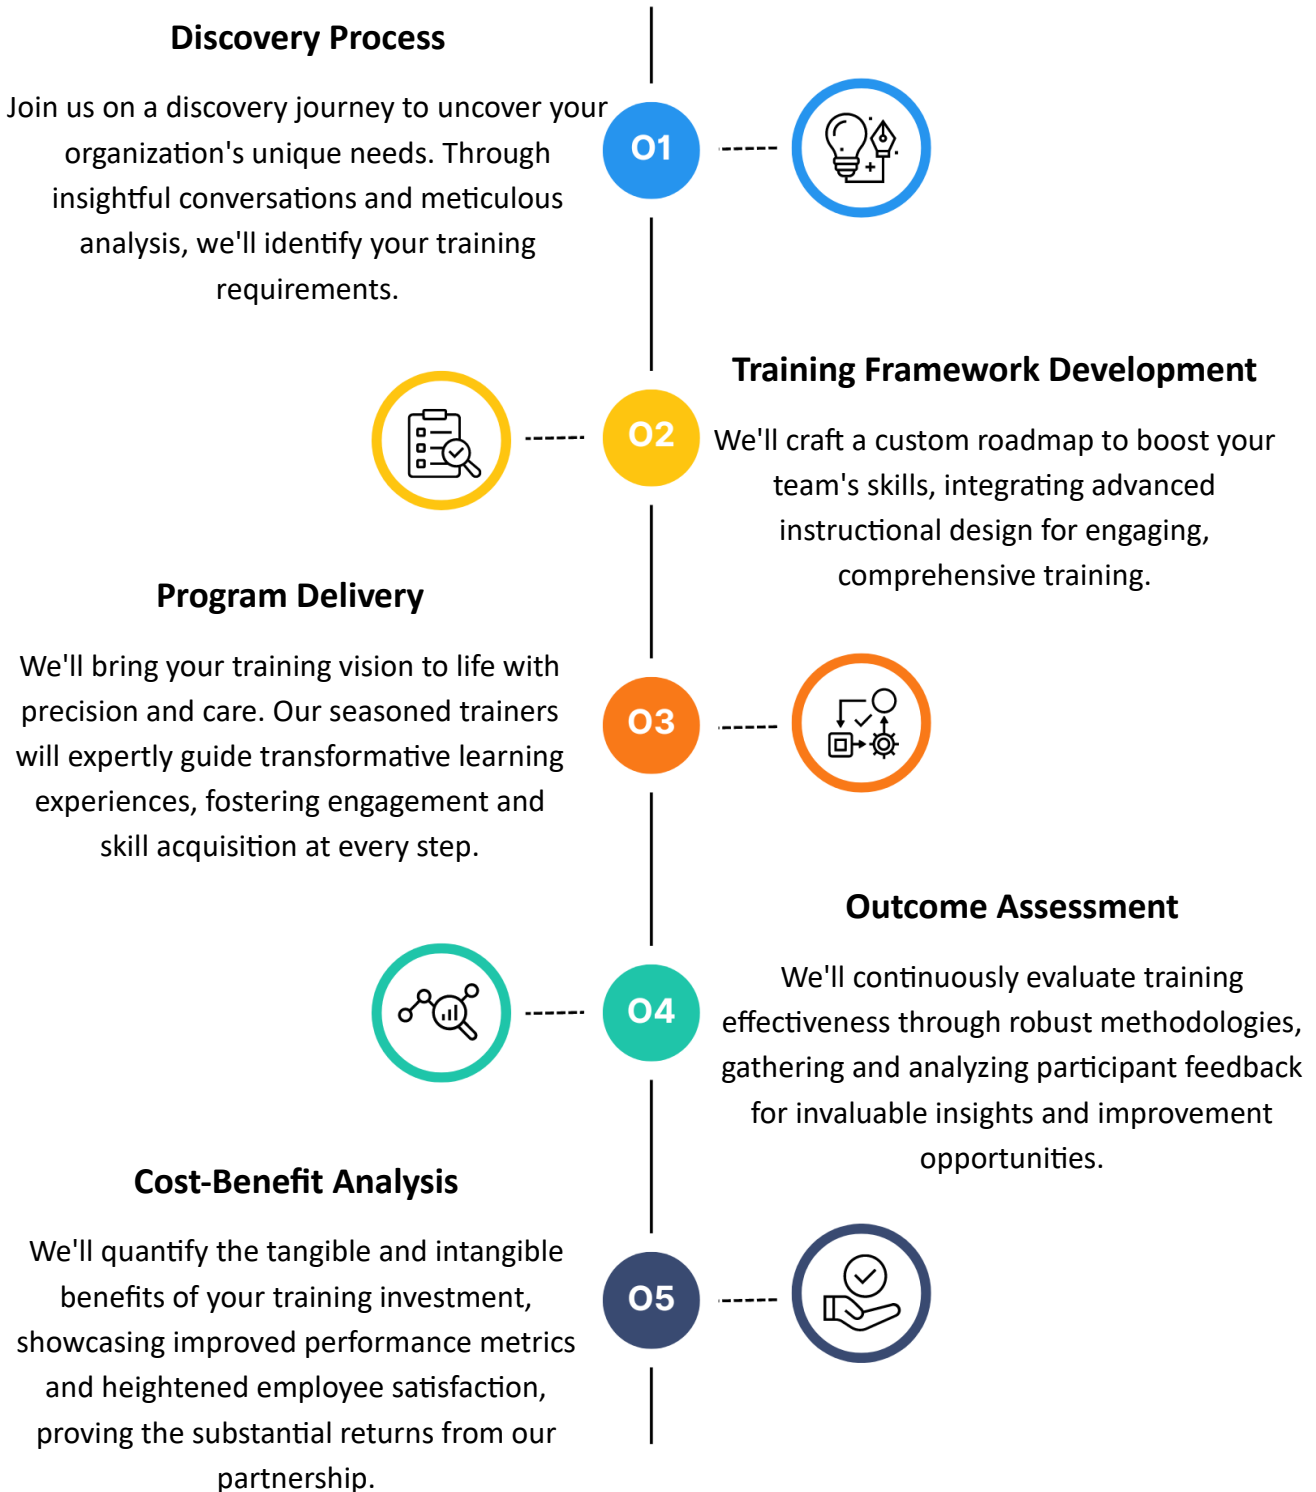 Discovery Process
Join us on a discovery journey to uncover your
organization's unique needs. Through
insightful conversations and meticulous
analysis, we'll identify your training
requirements.
01
Training Framework Development
We'll craft a custom roadmap to boost your
team's skills, integrating advanced
instructional design for engaging,
comprehensive training.
02
Program Delivery
We'll bring your training vision to life with
precision and care. Our seasoned trainers
will expertly guide transformative learning
experiences, fostering engagement and
skill acquisition at every step.
03
Outcome Assessment
We'll continuously evaluate training
effectiveness through robust methodologies,
gathering and analyzing participant feedback
for invaluable insights and improvement
opportunities.
04
Cost-Benefit Analysis
We'll quantify the tangible and intangible
benefits of your training investment,
showcasing improved performance metrics
and heightened employee satisfaction,
proving the substantial returns from our
partnership.
05